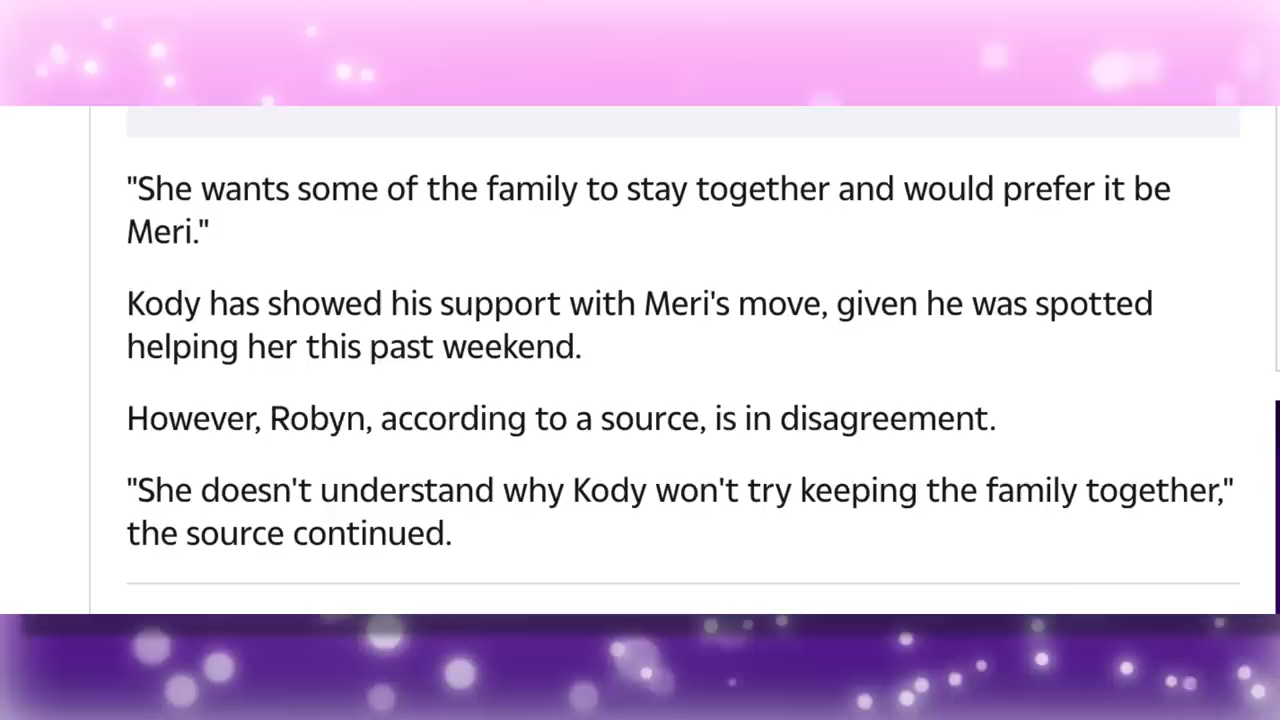 "She wants some of the family to stay together and would prefer it be
Meri."
Kody has showed his support with Meri's move, given he was spotted
helping her this past weekend.
However, Robyn, according to a source, is in disagreement.
"She doesn't understand why Kody won't try keeping the family together,"
the source continued.